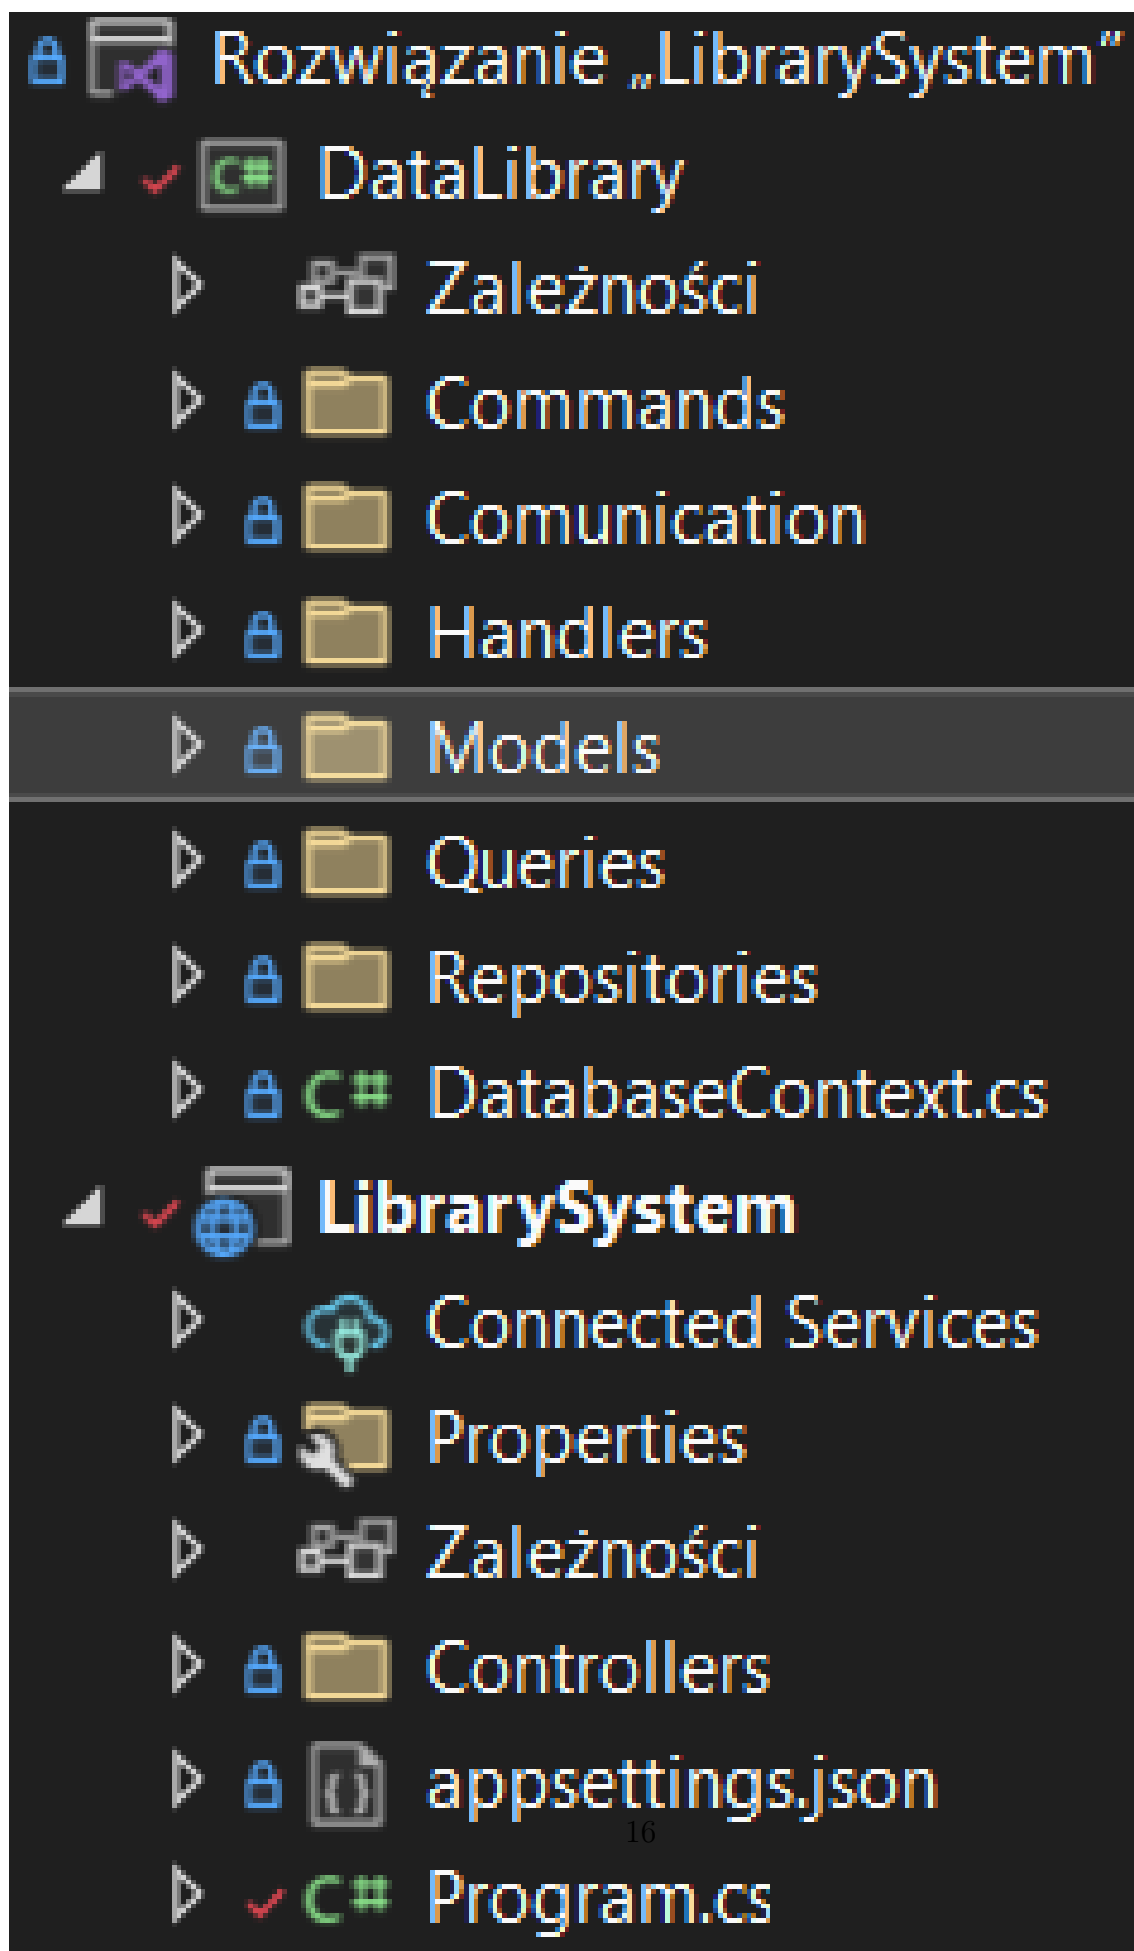 Rozwiązanie „LibrarySystem”
C# DataLibrary
Zależności
Commands
Comunication
Handlers
Models
Queries
Repositories
C# DatabaseContext.cs
LibrarySystem
Connected Services
Properties
Zależności
Controllers
appsettings.json
16
C# Program.cs